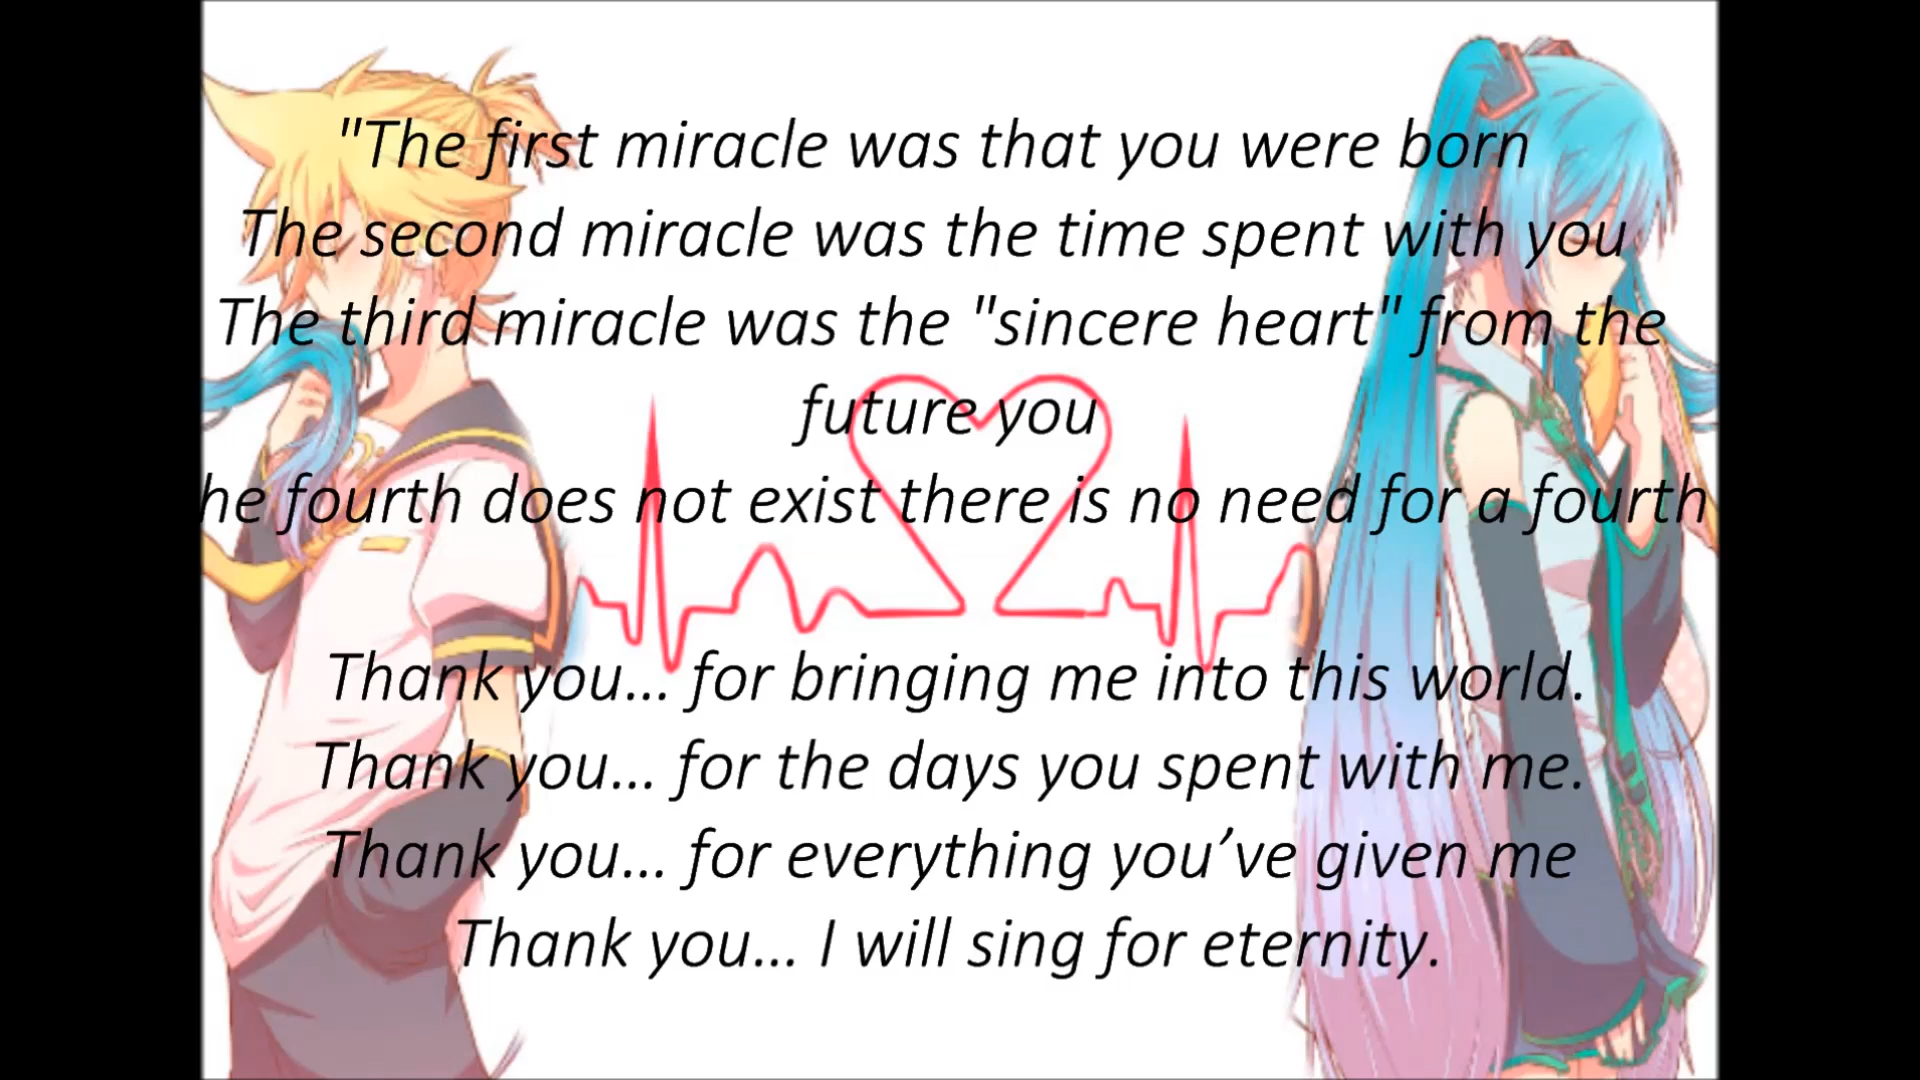 "The first miracle was that you were born
The second miracle was the time spent with you
The third miracle was the "sincere heart" from the
future you
he fourth does not exist there is no need for a fourth
Thank you... for bringing me into this world.
Thank you... for the days you spent with me.
Thank you... for everything you’ve given me
Thank you... I will sing for eternity.